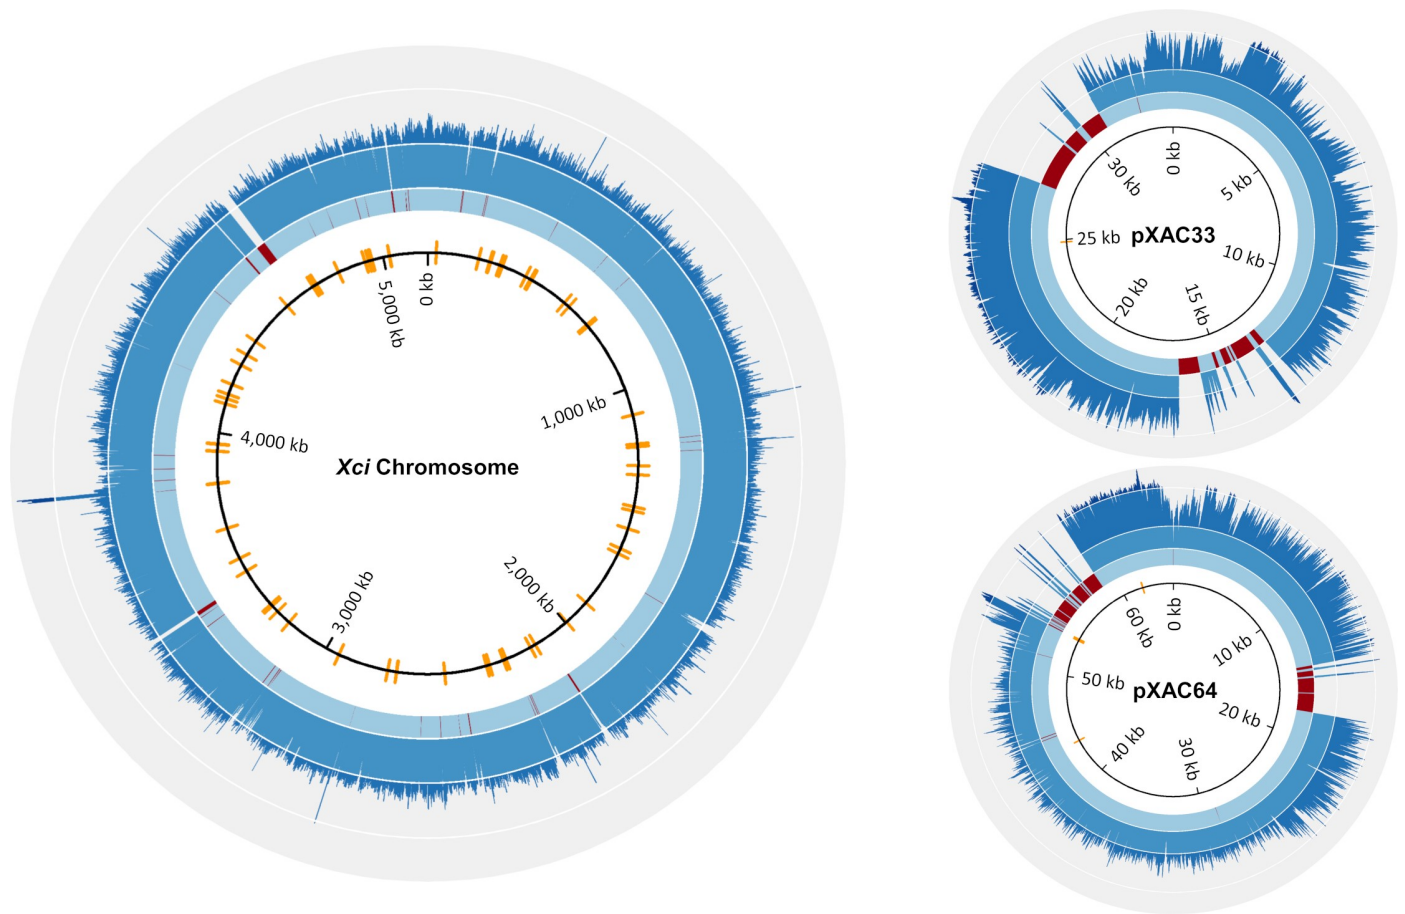 0 kb
1,000 kb
2,000 kb
3,000 kb
4,000 kb
5,000 kb
Xci Chromosome
0 kb
5 kb
10 kb
15 kb
20 kb
25 kb
30 kb
pXAC33
0 kb
10 kb
20 kb
30 kb
40 kb
50 kb
60 kb
pXAC64